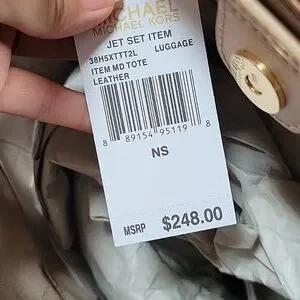 MICHAEL
MICHAEL KORS
JET SET ITEM
38H5XTTT2L LUGGAGE
ITEM MD TOTE
LEATHER
8 89154 95119 8
NS
MSRP $248.00